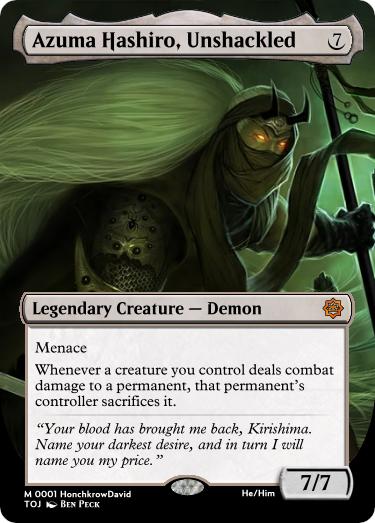 Azuma Hashiro, Unshackled 7
Legendary Creature — Demon
Menace
Whenever a creature you control deals combat
damage to a permanent, that permanent's
controller sacrifices it.
“Your blood has brought me back, Kirishima.
Name your darkest desire, and in turn I will
name you my price.”
7/7
M 0001 HonchkrowDavid He/Him
TOJ BEN PECK